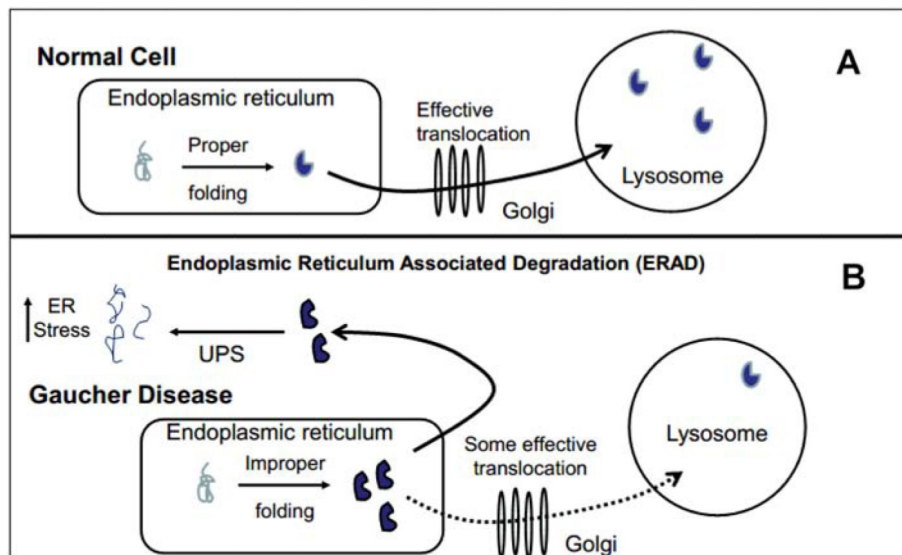 A
Normal Cell
Endoplasmic reticulum
Proper
folding
Effective
translocation
Golgi
Lysosome
Endoplasmic Reticulum Associated Degradation (ERAD)
B
ER
Stress
UPS
Gaucher Disease
Endoplasmic reticulum
Improper
folding
Some effective
translocation
Golgi
Lysosome